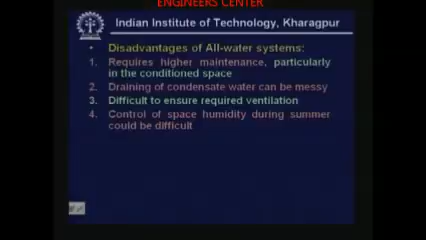 ENGINEERS CENTER
Indian Institute of Technology, Kharagpur
• Disadvantages of All-water systems:
1. Requires higher maintenance, particularly
in the conditioned space
2. Draining of condensate water can be messy
3. Difficult to ensure required ventilation
4. Control of space humidity during summer
could be difficult